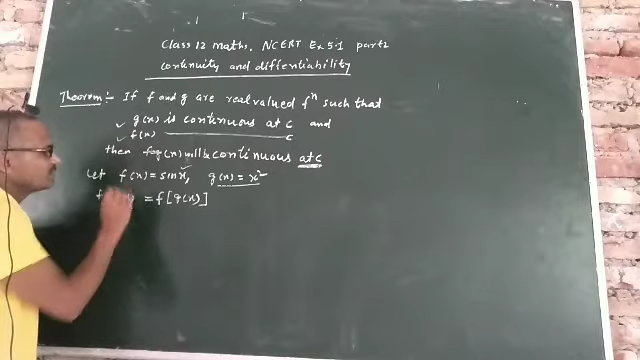 Class 12 maths. NCERT Ex 5.1 part 2
continuity and differentiability
Theorem:- If f and g are real valued fⁿ such that
g(x) is continuous at c and
f(x) ———— c
then fog(x) will be continuous at c
Let f(x) = sinx, g(x) = x²
= f[g(x)]